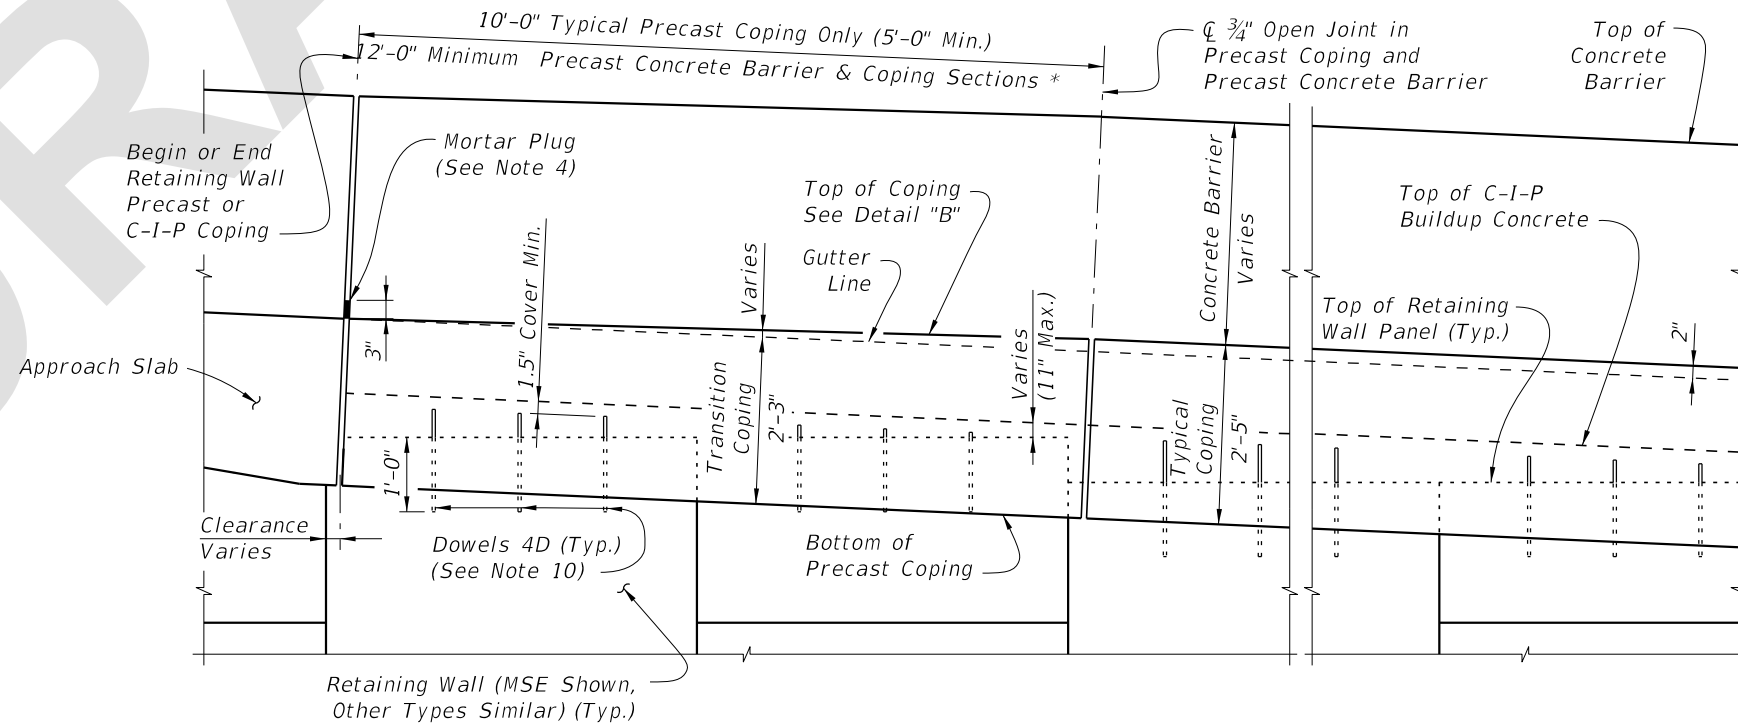 10'-0" Typical Precast Coping Only (5'-0" Min.)
12'-0" Minimum Precast Concrete Barrier & Coping Sections *
℄ ¾" Open Joint in
Precast Coping and
Precast Concrete Barrier
Top of
Concrete
Barrier
Begin or End
Retaining Wall
Precast or
C-I-P Coping
Mortar Plug
(See Note 4)
Top of Coping
See Detail "B"
Gutter
Line
Concrete Barrier
Varies
Top of C-I-P
Buildup Concrete
Top of Retaining
Wall Panel (Typ.)
2"
Approach Slab
3"
1.5" Cover Min.
Varies
Varies
(11" Max.)
Transition
Coping
2'-3"
Typical
Coping
2'-5"
1'-0"
Clearance
Varies
Dowels 4D (Typ.)
(See Note 10)
Bottom of
Precast Coping
Retaining Wall (MSE Shown,
Other Types Similar) (Typ.)